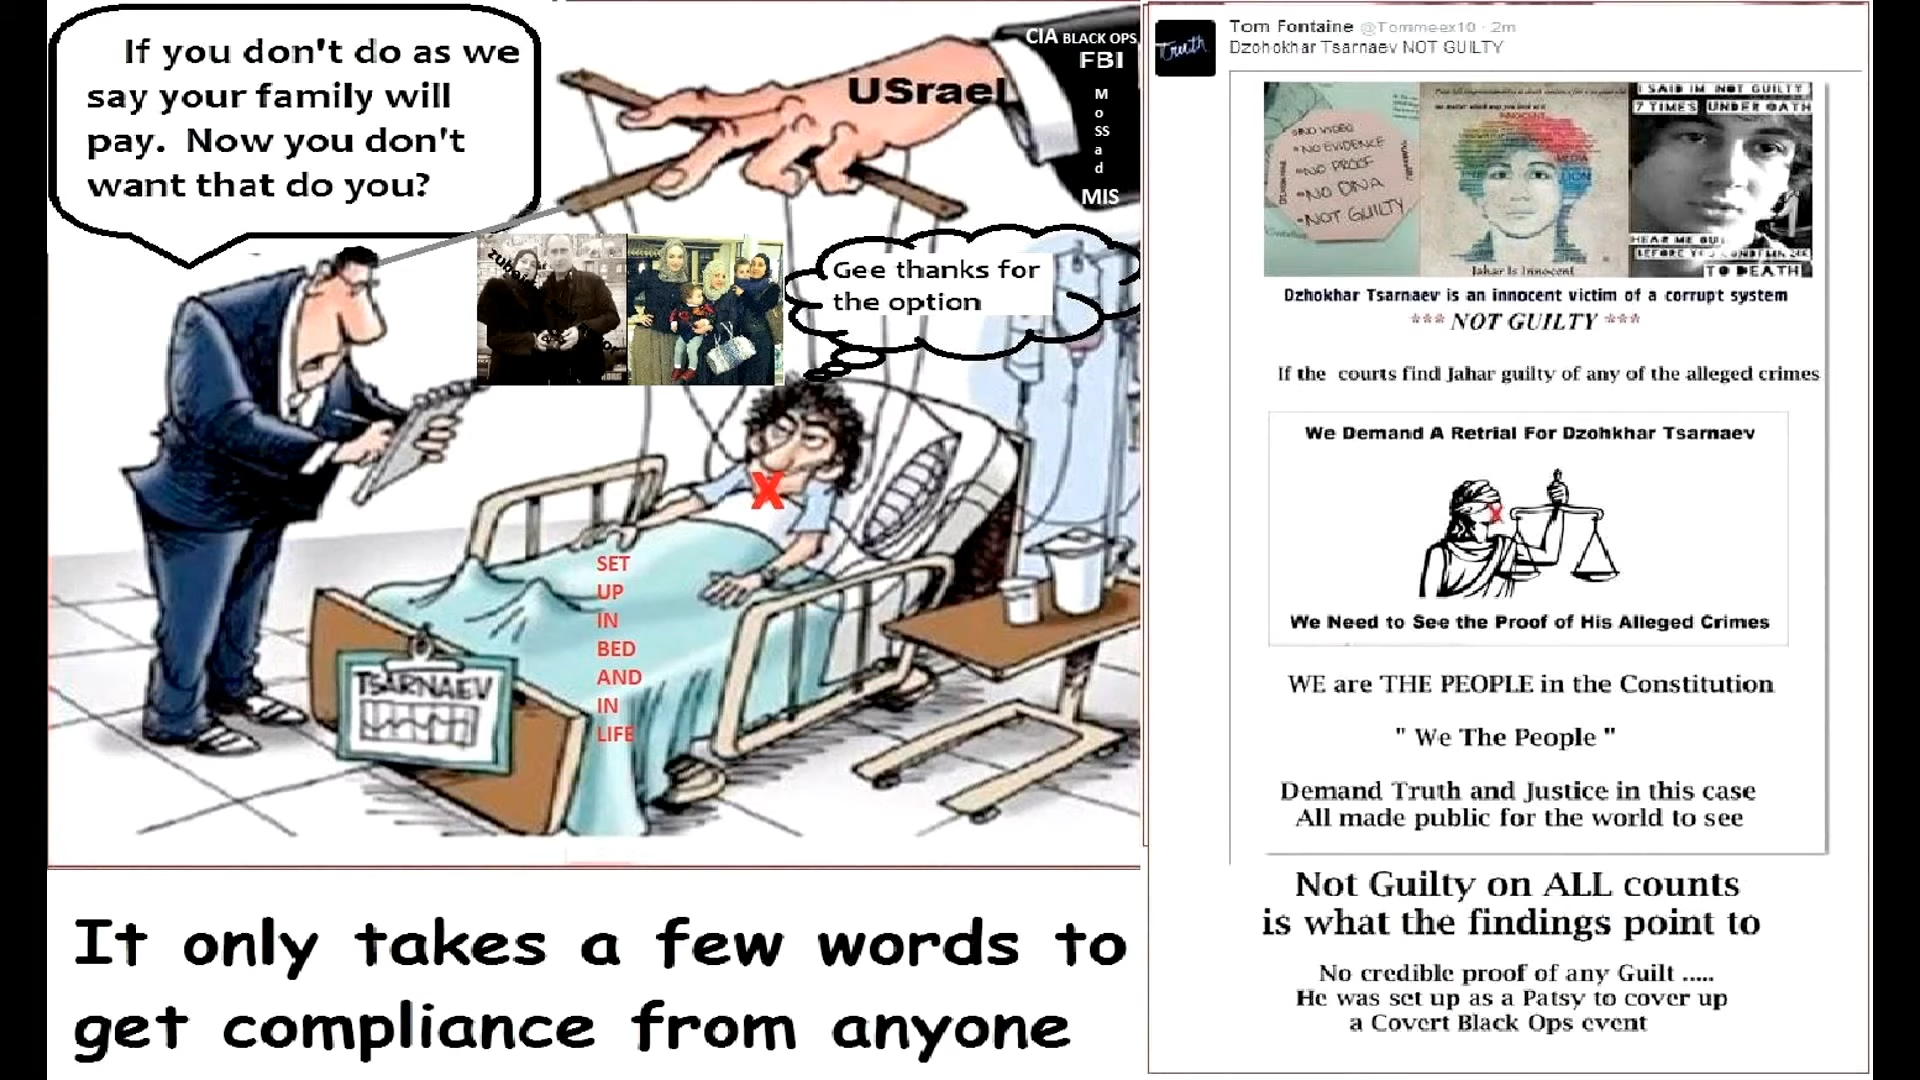 If you don't do as we
say your family will
pay. Now you don't
want that do you?
USrael
CIA BLACK OPS
FBI
M
o
ss
a
d
MIS
Gee thanks for
the option
X
SET
UP
IN
BED
AND
IN
LIFE
TSARNAEV
It only takes a few words to
get compliance from anyone
Truth
Tom Fontaine @Tommeex10 · 2m
Dzohokhar Tsarnaev NOT GUILTY
NO VIDEO
NO EVIDENCE
NO PROOF
NO DNA
NOT GUILTY
INNOCENT
MEDIA
Jahar Is Innocent
I SAID IM NOT GUILTY
7 TIMES UNDER OATH
HEAR ME OUT
TO DEATH
Dzhokhar Tsarnaev is an innocent victim of a corrupt system
*** NOT GUILTY ***
If the courts find Jahar guilty of any of the alleged crimes
We Demand A Retrial For Dzohkhar Tsarnaev
We Need to See the Proof of His Alleged Crimes
WE are THE PEOPLE in the Constitution
" We The People "
Demand Truth and Justice in this case
All made public for the world to see
Not Guilty on ALL counts
is what the findings point to
No credible proof of any Guilt .....
He was set up as a Patsy to cover up
a Covert Black Ops event